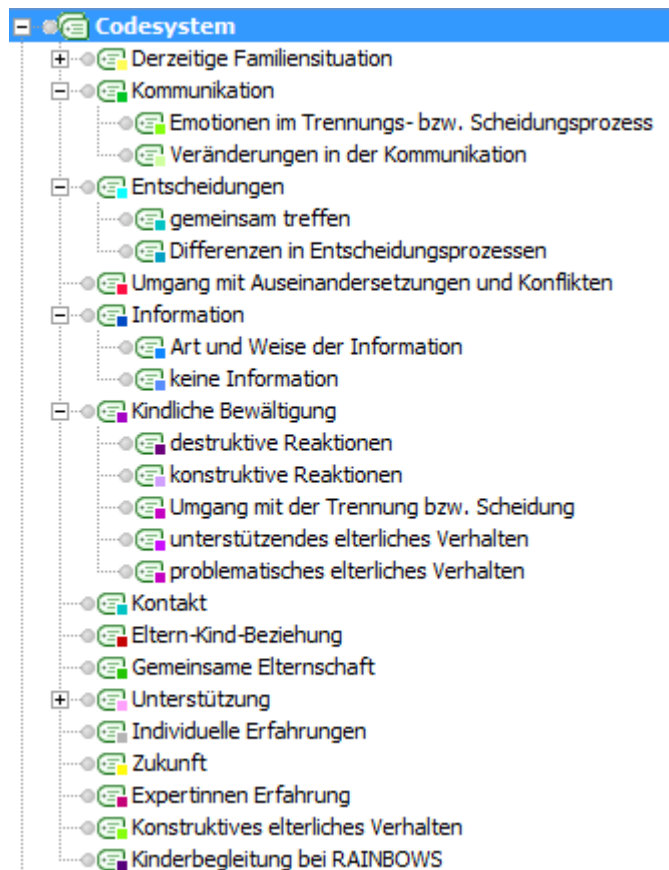 Codesystem
Derzeitige Familiensituation
Kommunikation
Emotionen im Trennungs- bzw. Scheidungsprozess
Veränderungen in der Kommunikation
Entscheidungen
gemeinsam treffen
Differenzen in Entscheidungsprozessen
Umgang mit Auseinandersetzungen und Konflikten
Information
Art und Weise der Information
keine Information
Kindliche Bewältigung
destruktive Reaktionen
konstruktive Reaktionen
Umgang mit der Trennung bzw. Scheidung
unterstützendes elterliches Verhalten
problematisches elterliches Verhalten
Kontakt
Eltern-Kind-Beziehung
Gemeinsame Elternschaft
Unterstützung
Individuelle Erfahrungen
Zukunft
Expertinnen Erfahrung
Konstruktives elterliches Verhalten
Kinderbegleitung bei RAINBOWS